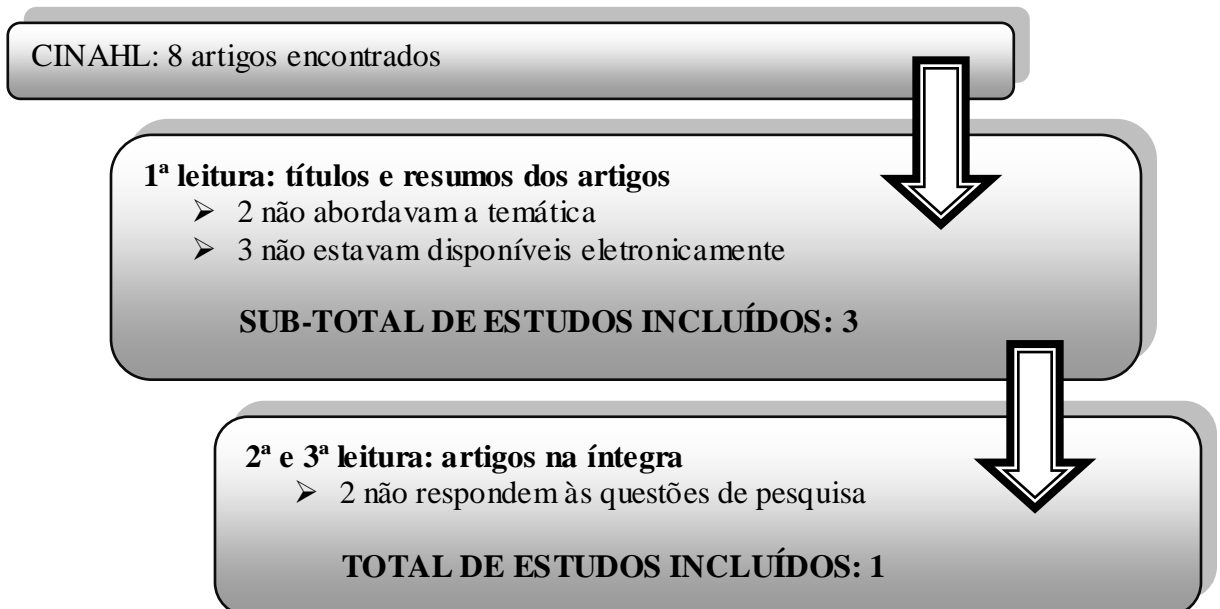 CINAHL: 8 artigos encontrados
1ª leitura: títulos e resumos dos artigos
➢ 2 não abordavam a temática
➢ 3 não estavam disponíveis eletronicamente
SUB-TOTAL DE ESTUDOS INCLUÍDOS: 3
2ª e 3ª leitura: artigos na íntegra
➢ 2 não respondem às questões de pesquisa
TOTAL DE ESTUDOS INCLUÍDOS: 1